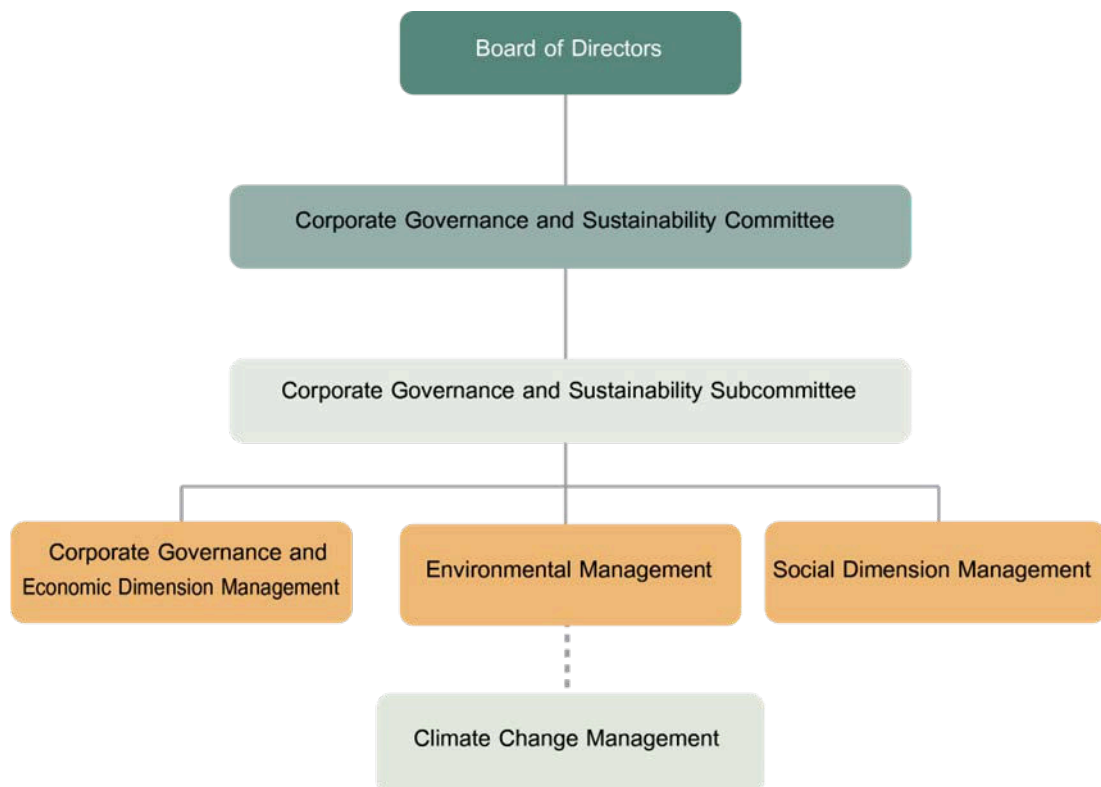 Board of Directors
Corporate Governance and Sustainability Committee
Corporate Governance and Sustainability Subcommittee
Corporate Governance and
Economic Dimension Management
Environmental Management
Social Dimension Management
Climate Change Management